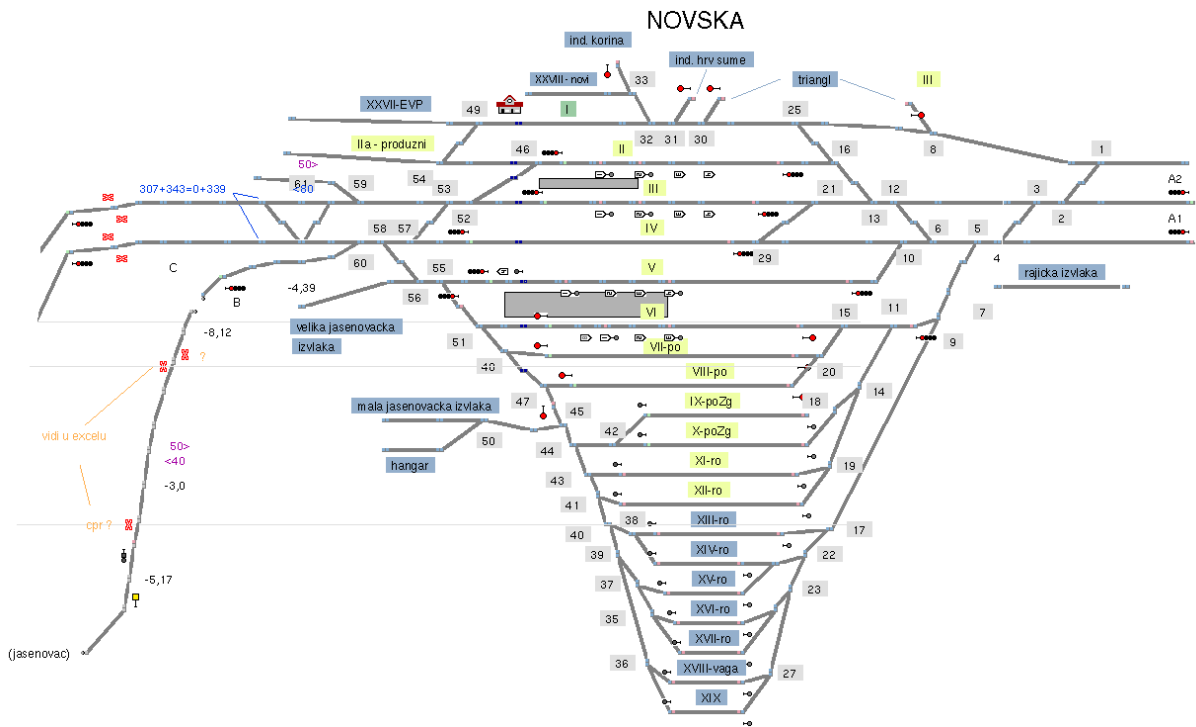 NOVSKA
ind. korina
ind. hrv sume
XXVIII- novi
33
triangl
III
XXVII-EVP
49
I
25
32
31
30
8
IIa - produzni
46
II
16
1
50>
54
61
<80
59
53
III
21
12
3
A2
307+343=0+339
52
13
2
58
57
IV
6
5
A1
C
60
29
10
4
55
V
rajicka izvlaka
B
-4,39
56
7
VI
15
11
-8,12
velika jasenovacka
izvlaka
51
9
?
VII-po
48
VIII-po
20
14
mala jasenovacka izvlaka
47
45
IX-poZg
18
vidi u excelu
42
X-poZg
50
44
50>
<40
hangar
XI-ro
19
-3,0
43
XII-ro
41
cpr ?
38
XIII-ro
17
40
39
XIV-ro
22
-5,17
37
XV-ro
23
35
XVI-ro
XVII-ro
(jasenovac)
36
XVIII-vaga
27
XIX